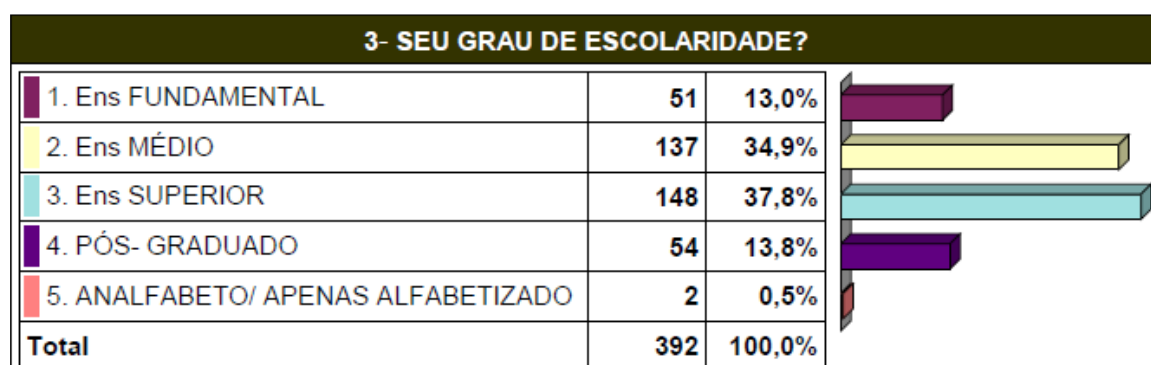 3- SEU GRAU DE ESCOLARIDADE?
1. Ens FUNDAMENTAL 51 13,0%
2. Ens MÉDIO 137 34,9%
3. Ens SUPERIOR 148 37,8%
4. PÓS- GRADUADO 54 13,8%
5. ANALFABETO/ APENAS ALFABETIZADO 2 0,5%
Total 392 100,0%